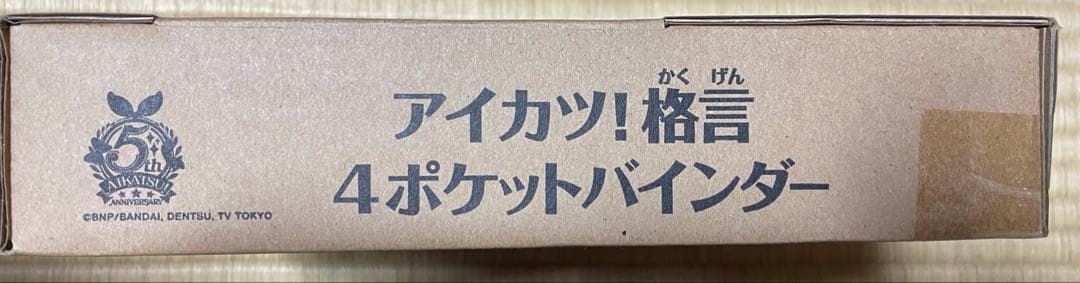 かく げん
アイカツ!格言
4ポケットバインダー
5th
AIKATSU!
ANNIVERSARY
©BNP/BANDAI, DENTSU, TV TOKYO